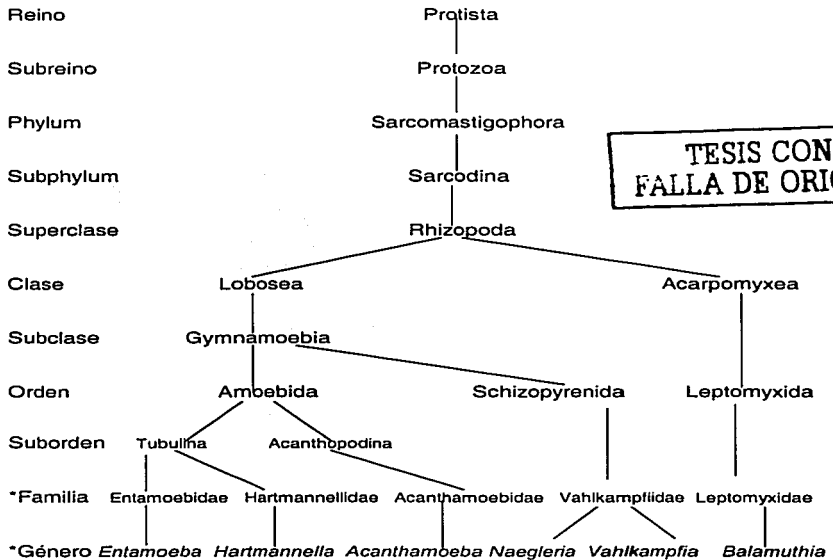 Reino Protista
Subreino Protozoa
Phylum Sarcomastigophora
TESIS CON
FALLA DE ORI
Subphylum Sarcodina
Superclase Rhizopoda
Clase Lobosea Acarpomyxea
Subclase Gymnamoebia
Orden Amoebida Schizopyrenida Leptomyxida
Suborden Tubulina Acanthopodina
*Familia Entamoebidae Hartmannellidae Acanthamoebidae Vahlkampfiidae Leptomyxidae
*Género Entamoeba Hartmannella Acanthamoeba Naegleria Vahlkampfia Balamuthia